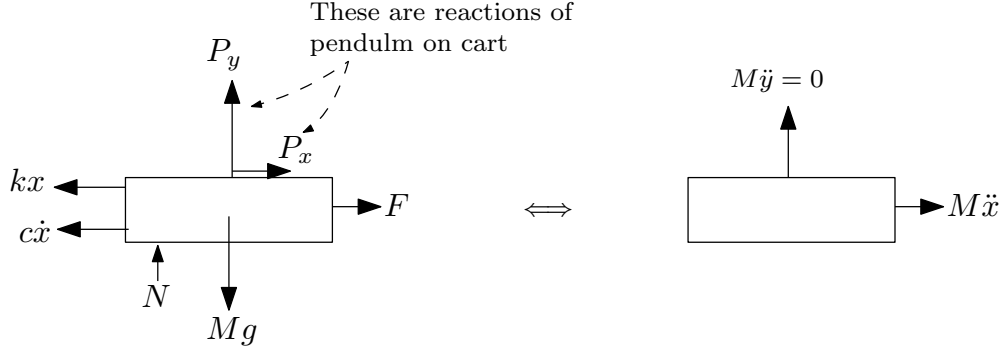 These are reactions of
pendulm on cart
P_y
Mÿ = 0
P_x
kx
F
⟺
Mẍ
cẋ
N
Mg